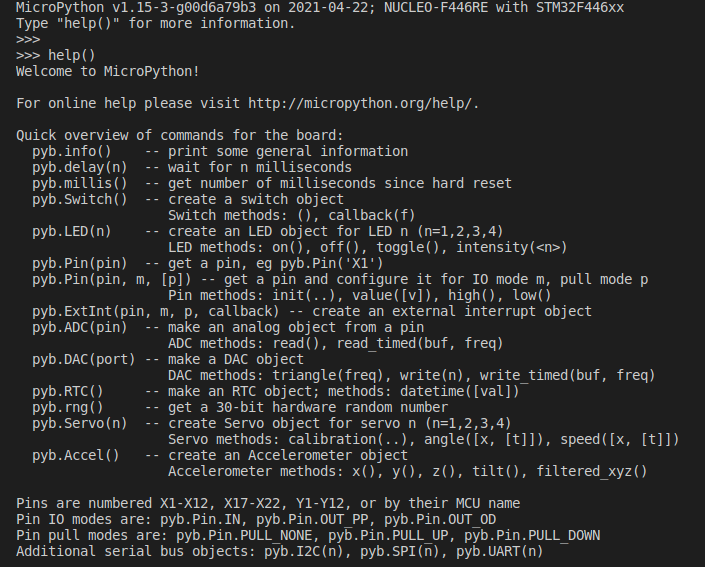 MicroPython v1.15-3-g00d6a79b3 on 2021-04-22; NUCLEO-F446RE with STM32F446xx
Type "help()" for more information.
>>>
>>> help()
Welcome to MicroPython!

For online help please visit http://micropython.org/help/.

Quick overview of commands for the board:
  pyb.info()    -- print some general information
  pyb.delay(n)  -- wait for n milliseconds
  pyb.millis()  -- get number of milliseconds since hard reset
  pyb.Switch()  -- create a switch object
                   Switch methods: (), callback(f)
  pyb.LED(n)    -- create an LED object for LED n (n=1,2,3,4)
                   LED methods: on(), off(), toggle(), intensity(<n>)
  pyb.Pin(pin)  -- get a pin, eg pyb.Pin('X1')
  pyb.Pin(pin, m, [p]) -- get a pin and configure it for IO mode m, pull mode p
                   Pin methods: init(..), value([v]), high(), low()
  pyb.ExtInt(pin, m, p, callback) -- create an external interrupt object
  pyb.ADC(pin)  -- make an analog object from a pin
                   ADC methods: read(), read_timed(buf, freq)
  pyb.DAC(port) -- make a DAC object
                   DAC methods: triangle(freq), write(n), write_timed(buf, freq)
  pyb.RTC()     -- make an RTC object; methods: datetime([val])
  pyb.rng()     -- get a 30-bit hardware random number
  pyb.Servo(n)  -- create Servo object for servo n (n=1,2,3,4)
                   Servo methods: calibration(..), angle([x, [t]]), speed([x, [t]])
  pyb.Accel()   -- create an Accelerometer object
                   Accelerometer methods: x(), y(), z(), tilt(), filtered_xyz()

Pins are numbered X1-X12, X17-X22, Y1-Y12, or by their MCU name
Pin IO modes are: pyb.Pin.IN, pyb.Pin.OUT_PP, pyb.Pin.OUT_OD
Pin pull modes are: pyb.Pin.PULL_NONE, pyb.Pin.PULL_UP, pyb.Pin.PULL_DOWN
Additional serial bus objects: pyb.I2C(n), pyb.SPI(n), pyb.UART(n)